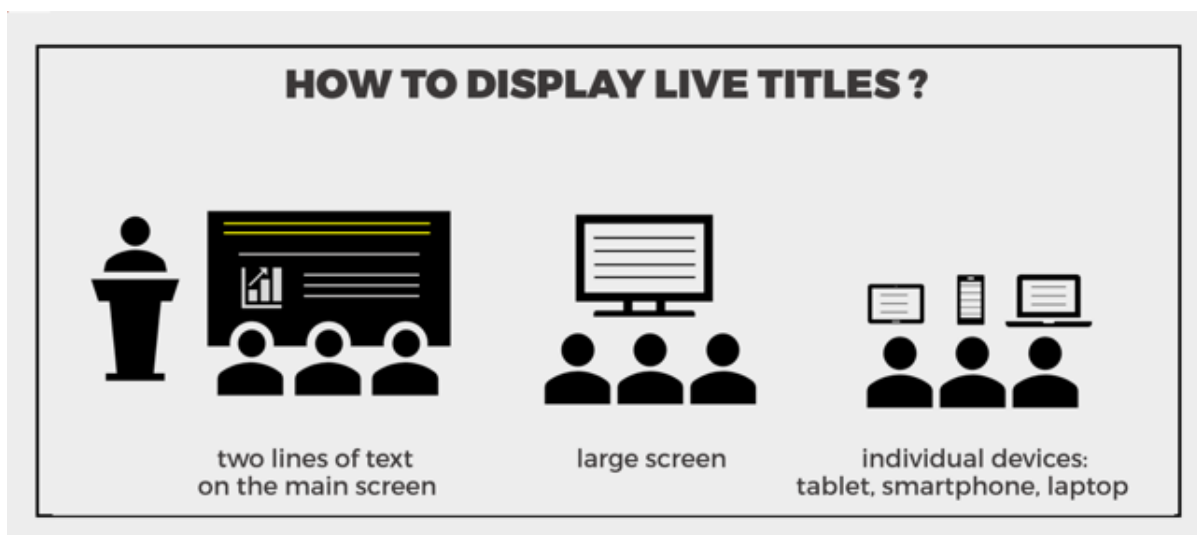 HOW TO DISPLAY LIVE TITLES ?
two lines of text
on the main screen
large screen
individual devices:
tablet, smartphone, laptop